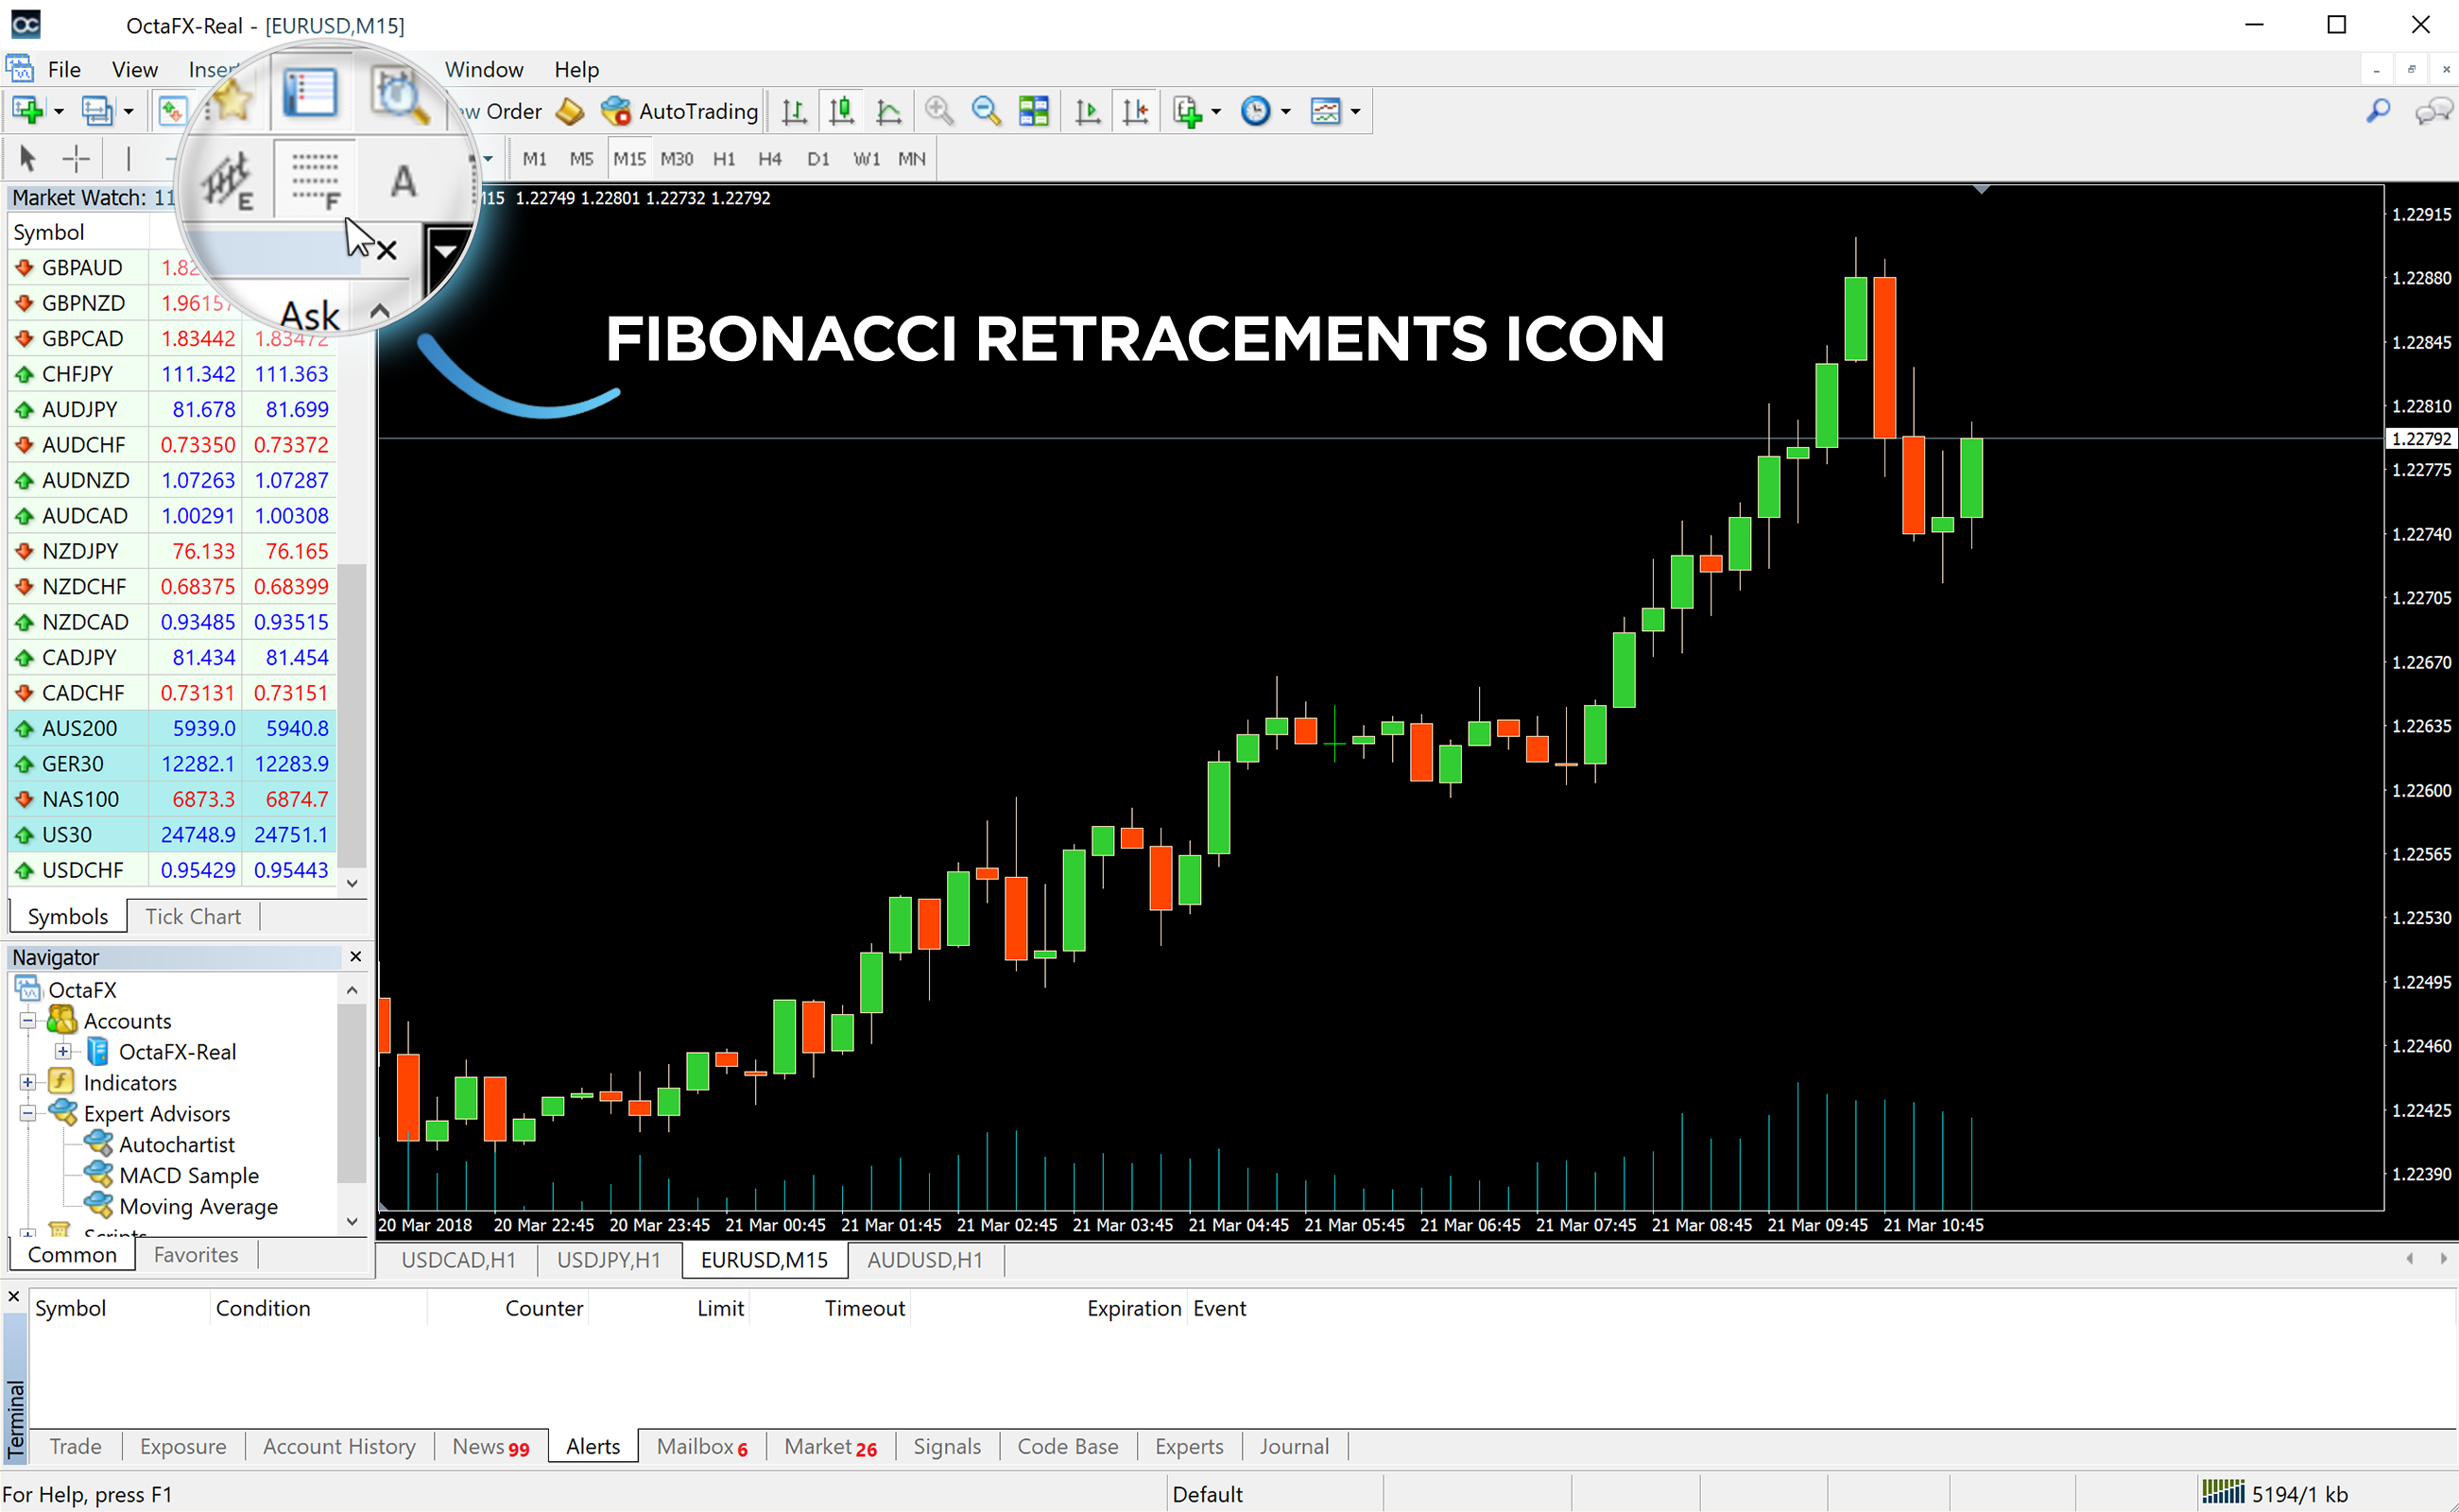 OctaFX-Real - [EURUSD,M15]
File View Inser Window Help
w Order AutoTrading
E F A M1 M5 M15 M30 H1 H4 D1 W1 MN
Market Watch: 11
M15 1.22749 1.22801 1.22732 1.22792
Symbol Ask
GBPAUD 1.82
GBPNZD 1.96157
GBPCAD 1.83442 1.83472
CHFJPY 111.342 111.363
AUDJPY 81.678 81.699
AUDCHF 0.73350 0.73372
AUDNZD 1.07263 1.07287
AUDCAD 1.00291 1.00308
NZDJPY 76.133 76.165
NZDCHF 0.68375 0.68399
NZDCAD 0.93485 0.93515
CADJPY 81.434 81.454
CADCHF 0.73131 0.73151
AUS200 5939.0 5940.8
GER30 12282.1 12283.9
NAS100 6873.3 6874.7
US30 24748.9 24751.1
USDCHF 0.95429 0.95443
Symbols Tick Chart
FIBONACCI RETRACEMENTS ICON
1.22915
1.22880
1.22845
1.22810
1.22792
1.22775
1.22740
1.22705
1.22670
1.22635
1.22600
1.22565
1.22530
1.22495
1.22460
1.22425
1.22390
20 Mar 2018 20 Mar 22:45 20 Mar 23:45 21 Mar 00:45 21 Mar 01:45 21 Mar 02:45 21 Mar 03:45 21 Mar 04:45 21 Mar 05:45 21 Mar 06:45 21 Mar 07:45 21 Mar 08:45 21 Mar 09:45 21 Mar 10:45
Navigator
OctaFX
Accounts
OctaFX-Real
Indicators
Expert Advisors
Autochartist
MACD Sample
Moving Average
Scripts
Common Favorites
USDCAD,H1 USDJPY,H1 EURUSD,M15 AUDUSD,H1
Symbol Condition Counter Limit Timeout Expiration Event
Terminal
Trade Exposure Account History News 99 Alerts Mailbox 6 Market 26 Signals Code Base Experts Journal
For Help, press F1 Default 5194/1 kb